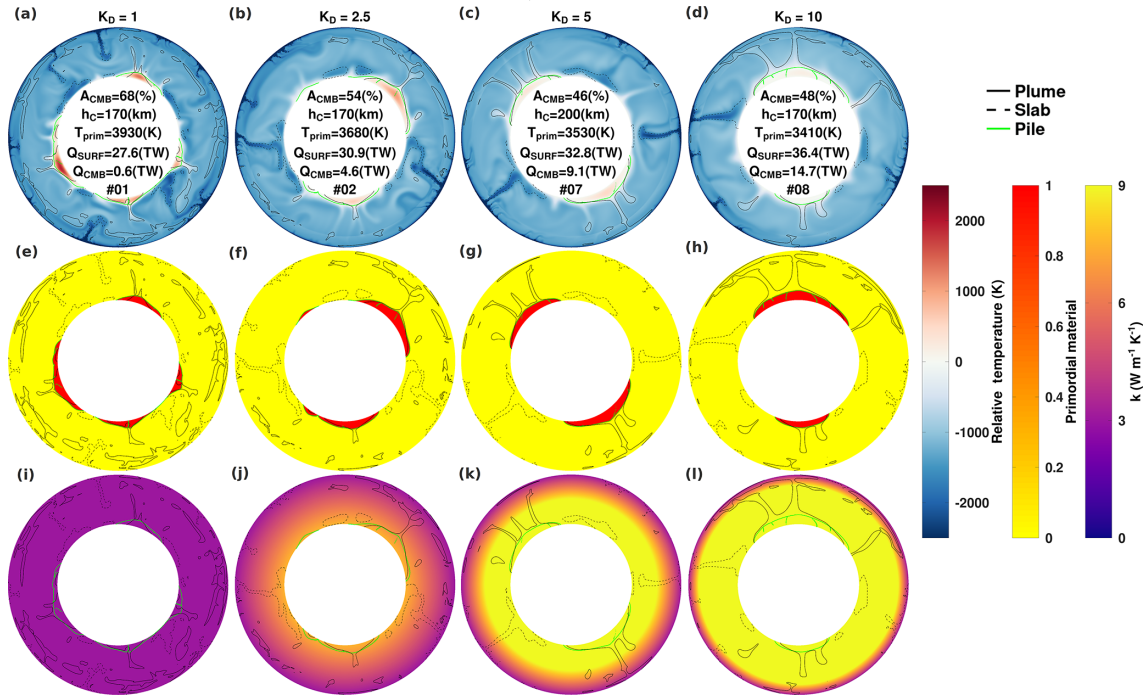 (a) K_D = 1
(b) K_D = 2.5
(c) K_D = 5
(d) K_D = 10
A_CMB=68(%)
h_C=170(km)
T_prim=3930(K)
Q_SURF=27.6(TW)
Q_CMB=0.6(TW)
#01
A_CMB=54(%)
h_C=170(km)
T_prim=3680(K)
Q_SURF=30.9(TW)
Q_CMB=4.6(TW)
#02
A_CMB=46(%)
h_C=200(km)
T_prim=3530(K)
Q_SURF=32.8(TW)
Q_CMB=9.1(TW)
#07
A_CMB=48(%)
h_C=170(km)
T_prim=3410(K)
Q_SURF=36.4(TW)
Q_CMB=14.7(TW)
#08
Plume
Slab
Pile
(e)
(f)
(g)
(h)
(i)
(j)
(k)
(l)
2000
1000
0
-1000
-2000
Relative temperature (K)
1
0.8
0.6
0.4
0.2
0
Primordial material
9
6
3
0
k (W m⁻¹ K⁻¹)